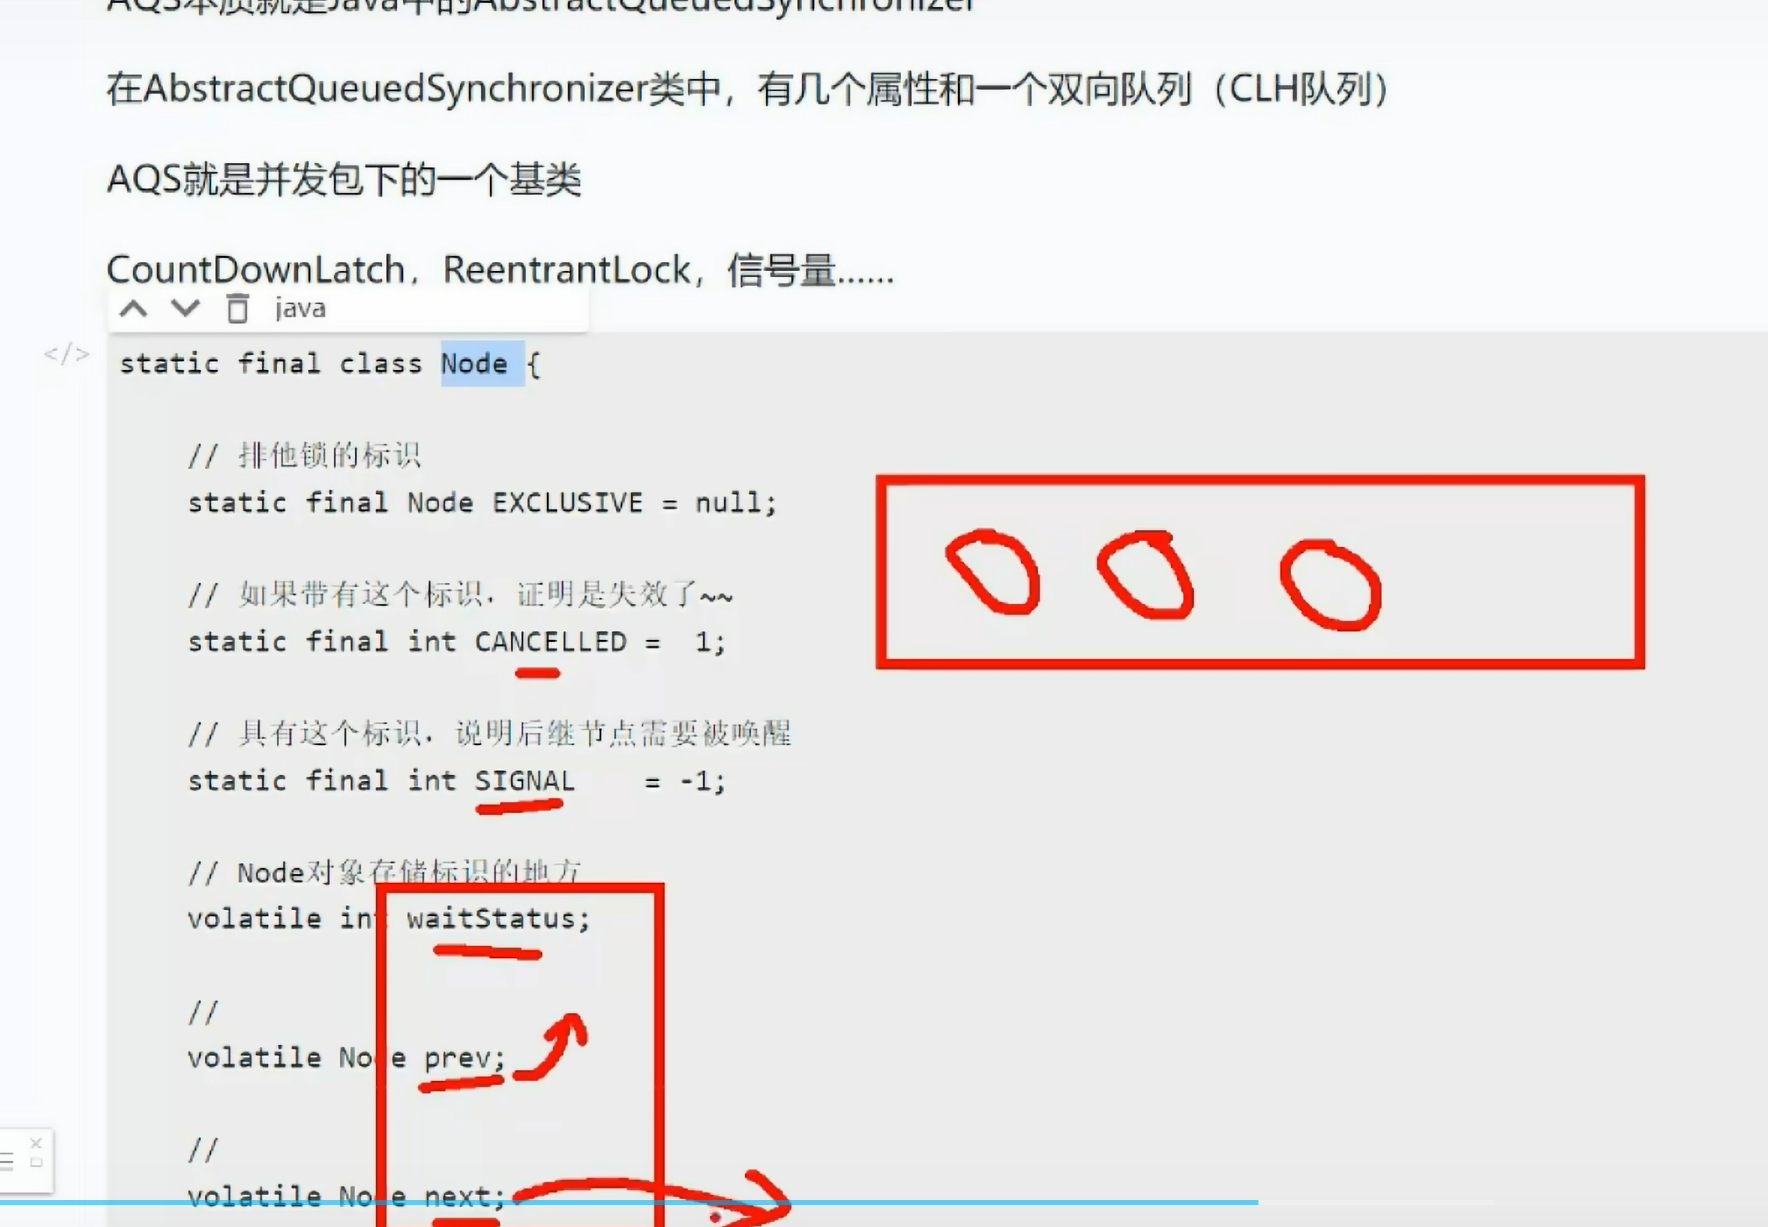 AQS本质就是Java中的AbstractQueuedSynchronizer
在AbstractQueuedSynchronizer类中，有几个属性和一个双向队列（CLH队列）
AQS就是并发包下的一个基类
CountDownLatch，ReentrantLock，信号量......
java
</>
static final class Node {
// 排他锁的标识
static final Node EXCLUSIVE = null;
// 如果带有这个标识，证明是失效了~~
static final int CANCELLED =  1;
// 具有这个标识，说明后继节点需要被唤醒
static final int SIGNAL    = -1;
// Node对象存储标识的地方
volatile int waitStatus;
//
volatile Node prev;
//
volatile Node next;